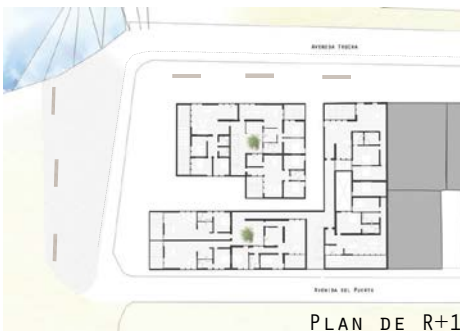 AVENIDA TROCHA
AVENIDA DEL PUERTO
PLAN DE R+1